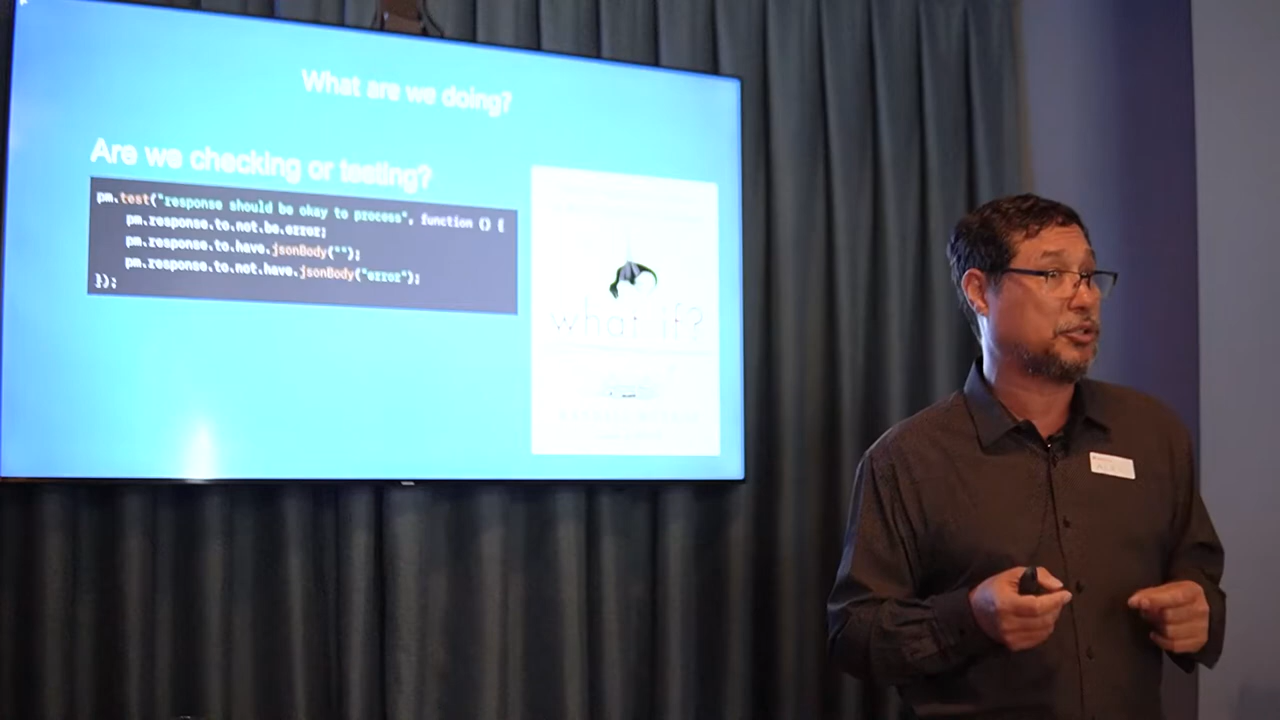 What are we doing?
Are we checking or testing?
pm.test("response should be okay to process", function () {
pm.response.to.not.be.error;
pm.response.to.have.jsonBody("");
pm.response.to.not.have.jsonBody("error");
});
what if?